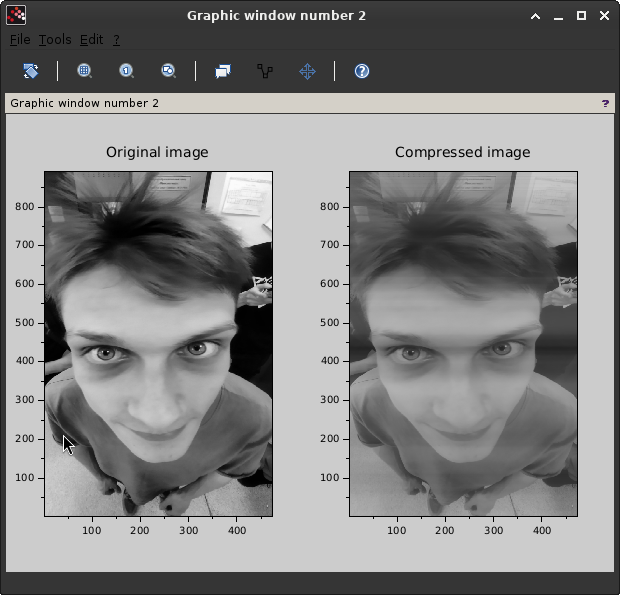 Graphic window number 2
File Tools Edit ?
Graphic window number 2 ?
Original image
Compressed image
800
700
600
500
400
300
200
100
100 200 300 400
800
700
600
500
400
300
200
100
100 200 300 400